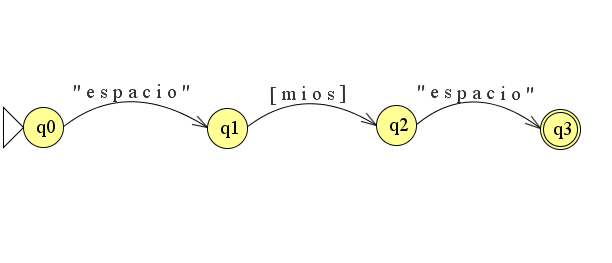 "espacio" [mios] "espacio"
q0 q1 q2 q3